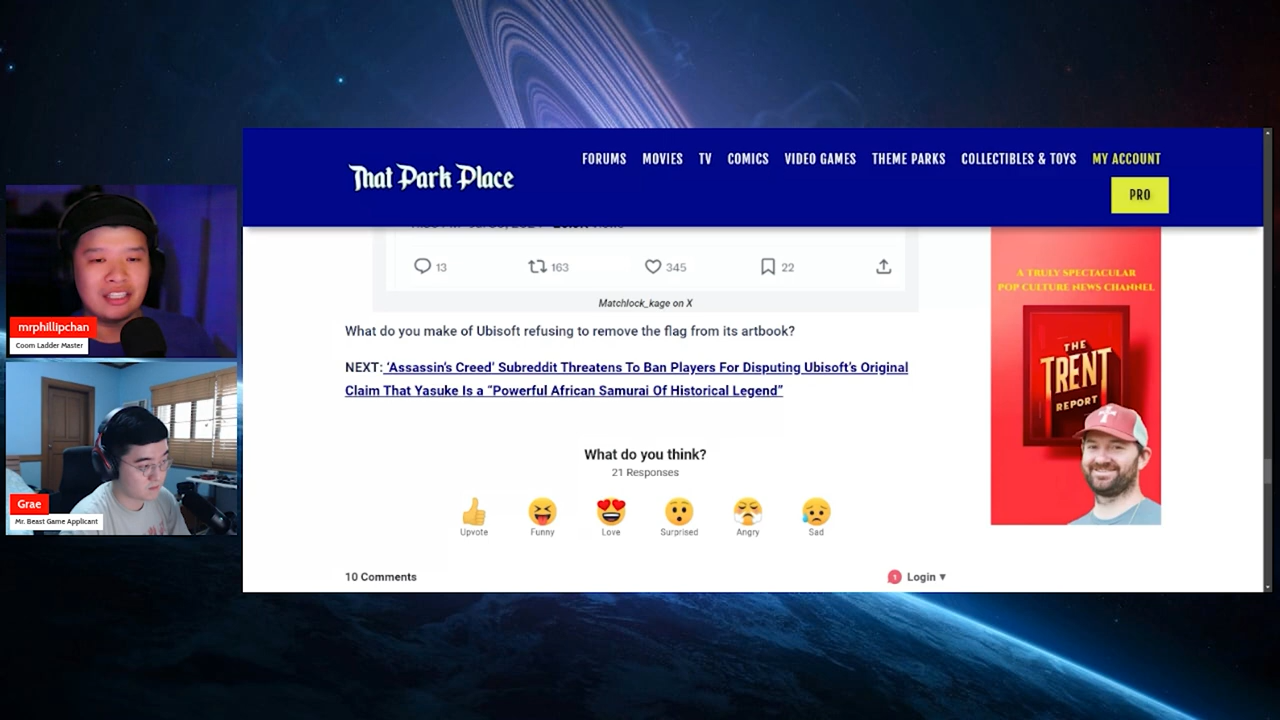 That Park Place
FORUMS MOVIES TV COMICS VIDEO GAMES THEME PARKS COLLECTIBLES & TOYS MY ACCOUNT
PRO
13 163 345 22
Matchlock_kage on X
What do you make of Ubisoft refusing to remove the flag from its artbook?
NEXT: ‘Assassin’s Creed’ Subreddit Threatens To Ban Players For Disputing Ubisoft’s Original
Claim That Yasuke Is a “Powerful African Samurai Of Historical Legend”
What do you think?
21 Responses
Upvote Funny Love Surprised Angry Sad
10 Comments
1 Login ▼
A TRULY SPECTACULAR
POP CULTURE NEWS CHANNEL
THE
TRENT
REPORT
mrphillipchan
Coom Ladder Master
Grae
Mr. Beast Game Applicant